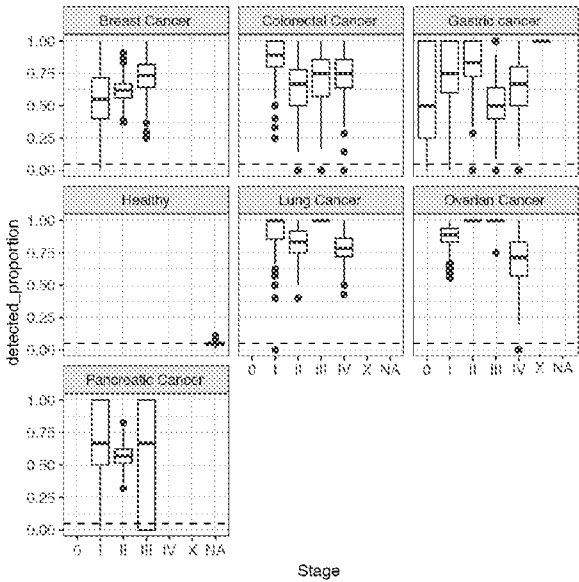 Breast Cancer Colorectal Cancer Gastric cancer
1.00
0.75
0.50
0.25
0.00
Healthy Lung Cancer Ovarian Cancer
1.00
0.75
0.50
0.25
0.00
0 I II III IV X NA 0 I II III IV X NA
Pancreatic Cancer
1.00
0.75
0.50
0.25
0.00
0 I II III IV X NA
detected_proportion
Stage